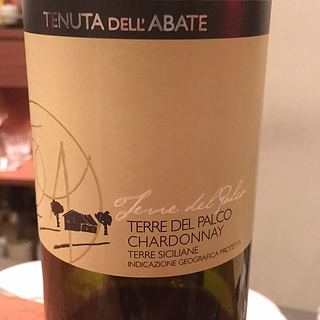 TENUTA DELL'ABATE
Terre del Palco
TERRE DEL PALCO
CHARDONNAY
TERRE SICILIANE
INDICAZIONE GEOGRAFICA PROTETTA